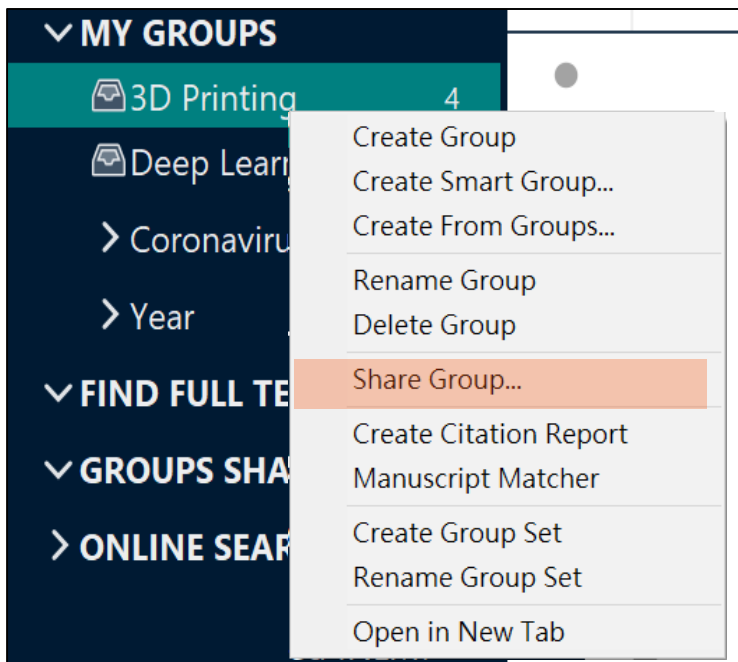 MY GROUPS
3D Printing 4
Deep Lear
Coronaviru
Year
FIND FULL TE
GROUPS SHA
ONLINE SEAR
Create Group
Create Smart Group...
Create From Groups...
Rename Group
Delete Group
Share Group...
Create Citation Report
Manuscript Matcher
Create Group Set
Rename Group Set
Open in New Tab